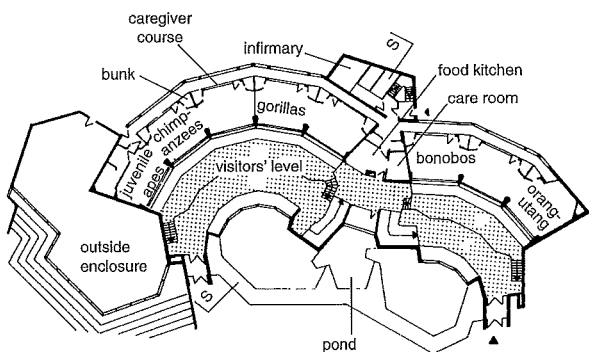 caregiver
course
infirmary
S
bunk
food kitchen
care room
gorillas
chimp-
anzees
juvenile
apes
bonobos
visitors' level
orang-
utang
outside
enclosure
S
pond